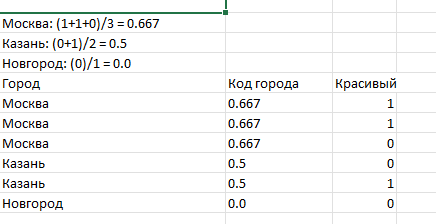 Москва: (1+1+0)/3 = 0.667
Казань: (0+1)/2 = 0.5
Новгород: (0)/1 = 0.0
Город Код города Красивый
Москва 0.667 1
Москва 0.667 1
Москва 0.667 0
Казань 0.5 0
Казань 0.5 1
Новгород 0.0 0